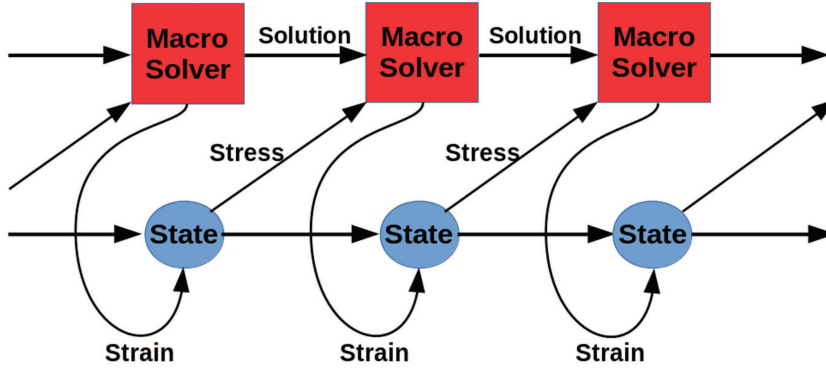 Macro
Solver
Solution
Macro
Solver
Solution
Macro
Solver
Stress
Stress
State
State
State
Strain
Strain
Strain